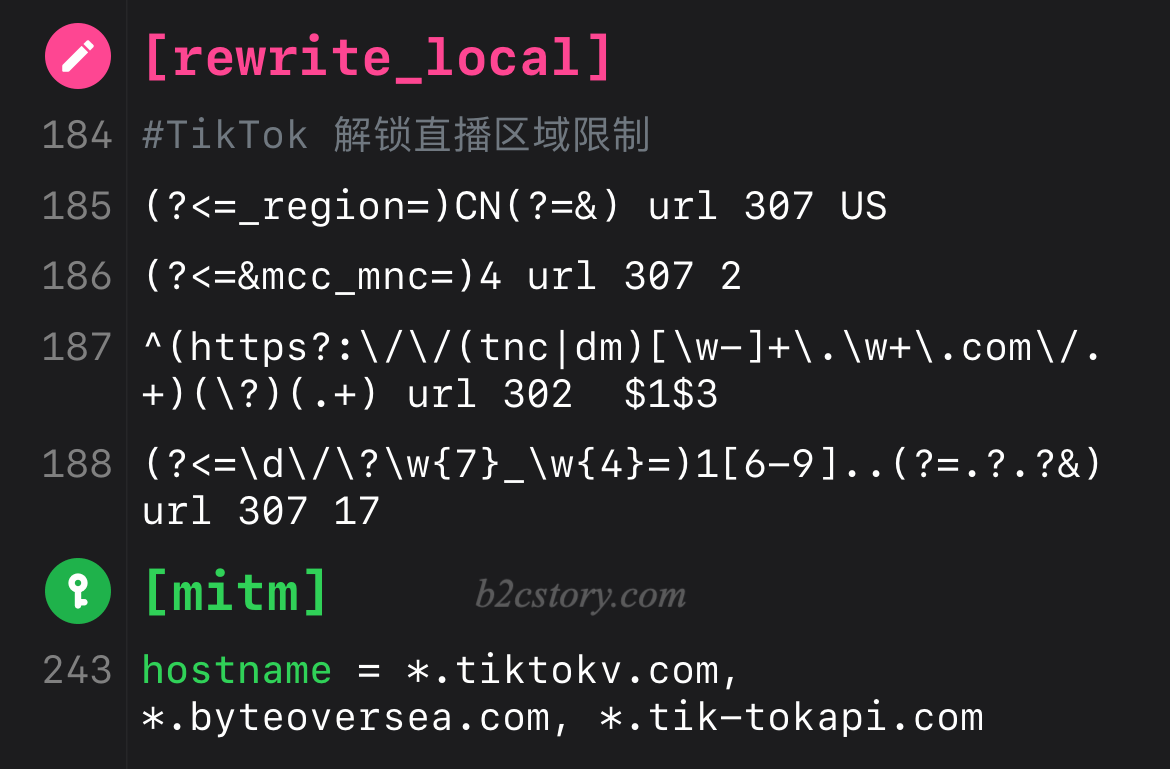 [rewrite_local]
184 #TikTok 解锁直播区域限制
185 (?<=_region=)CN(?=&) url 307 US
186 (?<=&mcc_mnc=)4 url 307 2
187 ^(https?:\/\/(tnc|dm)[\w-]+\.\w+\.com\/.
+)(\?)(.+) url 302  $1$3
188 (?<=\d\/\?\w{7}_\w{4}=)1[6-9]..(?=.?.?&)
url 307 17
[mitm]
b2cstory.com
243 hostname = *.tiktokv.com,
*.byteoversea.com, *.tik-tokapi.com